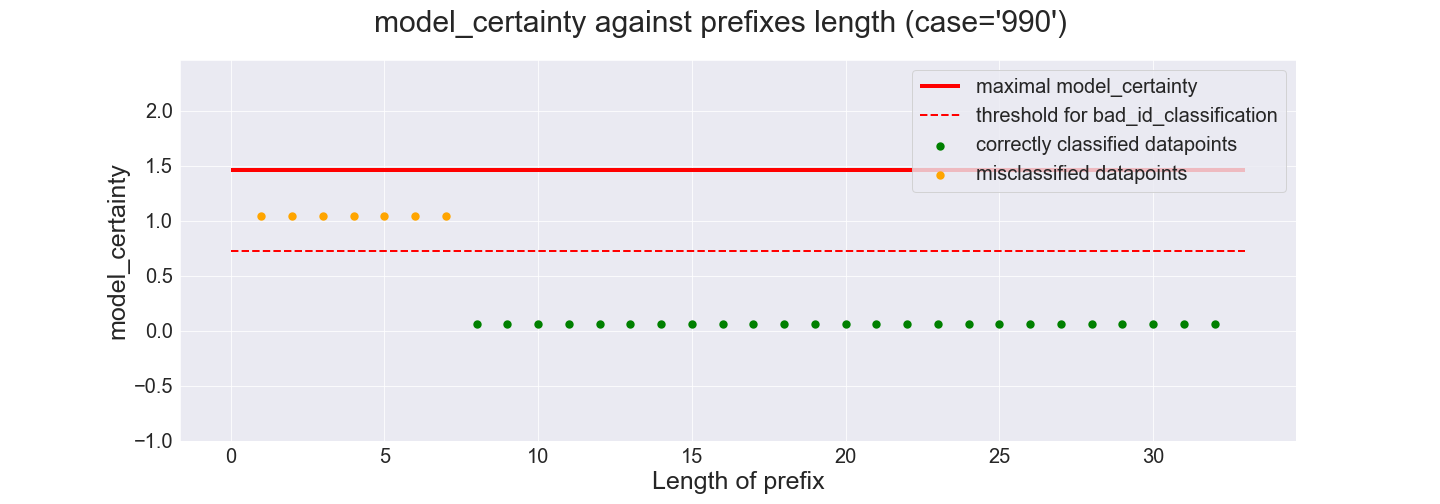 model_certainty against prefixes length (case='990')
maximal model_certainty
threshold for bad_id_classification
correctly classified datapoints
misclassified datapoints
model_certainty
2.0
1.5
1.0
0.5
0.0
−0.5
−1.0
0 5 10 15 20 25 30
Length of prefix